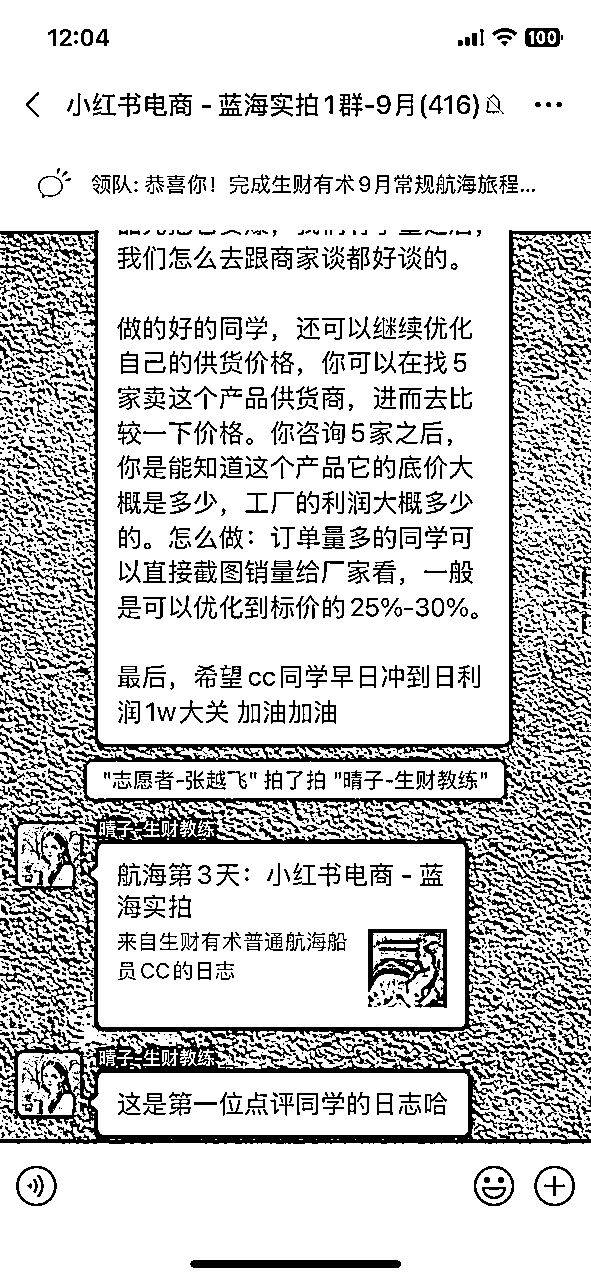 12:04
100
小红书电商 - 蓝海实拍1群-9月(416)
领队: 恭喜你！完成生财有术9月常规航海旅程...
我们怎么去跟商家谈都好谈的。
做的好的同学，还可以继续优化
自己的供货价格，你可以在找5
家卖这个产品供货商，进而去比
较一下价格。你咨询5家之后，
你是能知道这个产品它的底价大
概是多少，工厂的利润大概多少
的。怎么做：订单量多的同学可
以直接截图销量给厂家看，一般
是可以优化到标价的25%-30%。
最后，希望cc同学早日冲到日利
润1w大关 加油加油
"志愿者-张越飞" 拍了拍 "晴子-生财教练"
晴子-生财教练
航海第3天：小红书电商 - 蓝
海实拍
来自生财有术普通航海船
员CC的日志
晴子-生财教练
这是第一位点评同学的日志哈